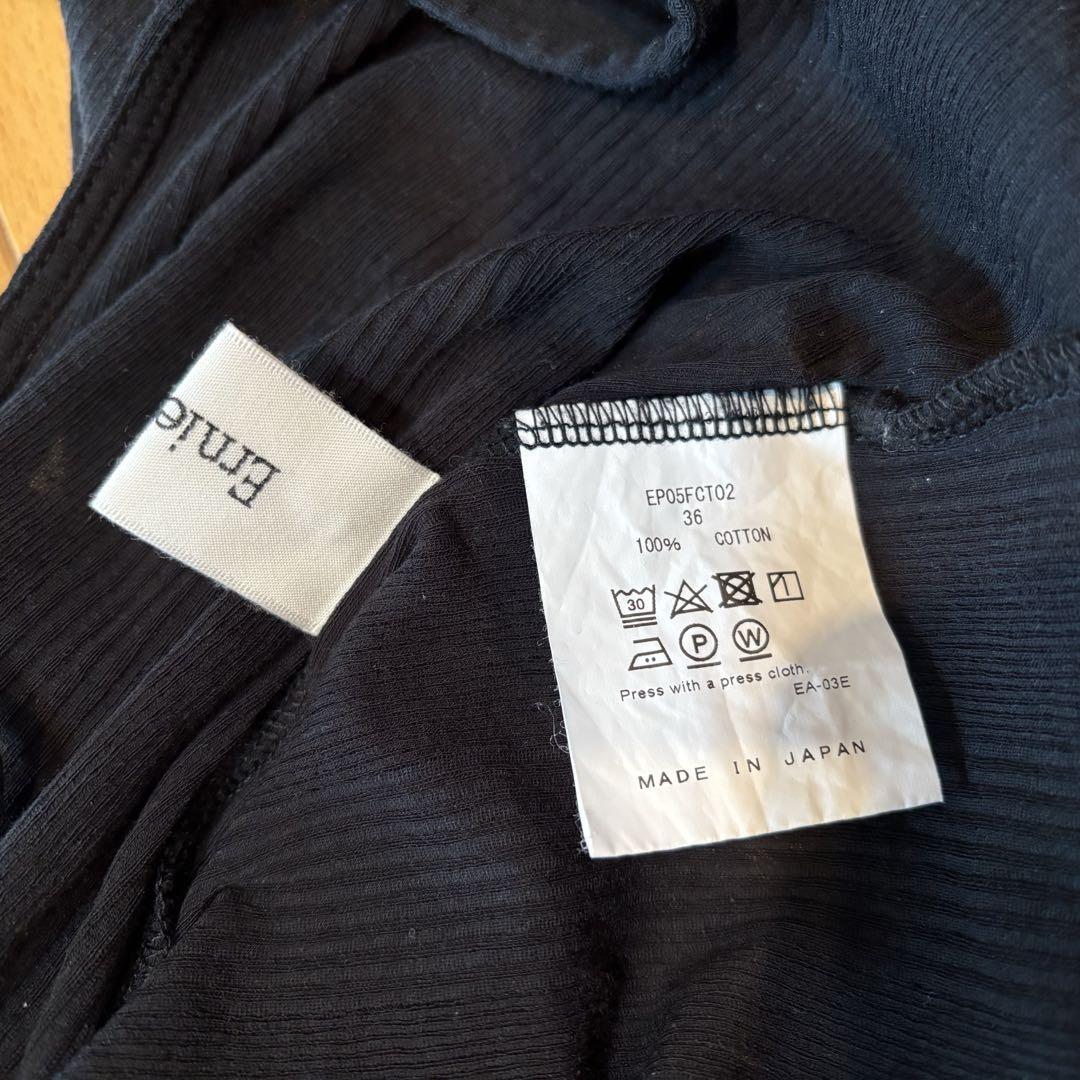 Ernie
EP05FCT02
36
100% COTTON
30
P W
Press with a press cloth.
EA-03E
MADE IN JAPAN